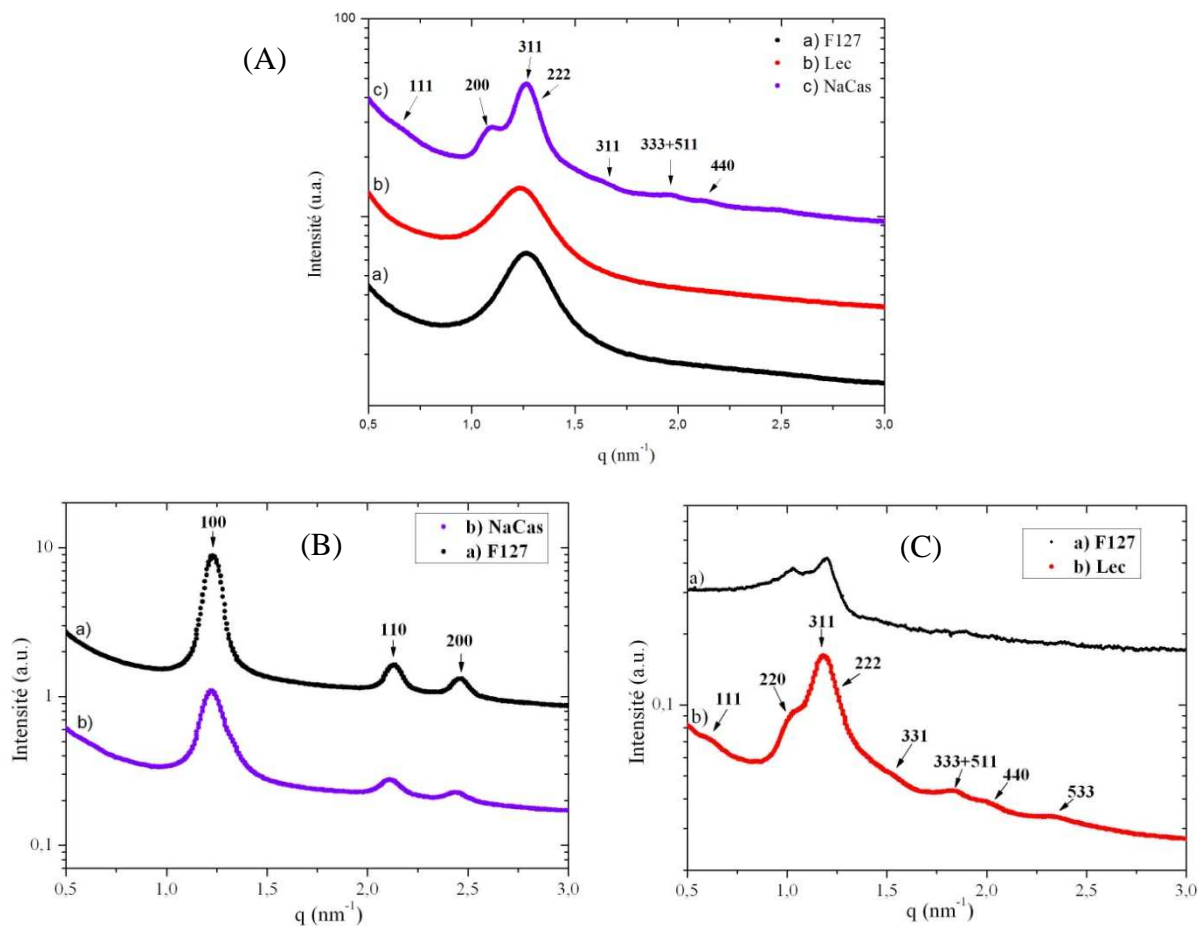 (A)
100
a) F127
b) Lec
c) NaCas
311
222
200
111
c)
311
333+511
440
b)
a)
Intensité (u.a.)
0,5 1,0 1,5 2,0 2,5 3,0
q (nm-1)
(B)
b) NaCas
a) F127
100
10
110
200
a)
1
b)
0,1
Intensité (a.u.)
0,5 1,0 1,5 2,0 2,5 3,0
q (nm-1)
(C)
a) F127
b) Lec
a)
311
222
220
111
0,1
b)
331
333+511
440
533
Intensité (a.u.)
0,5 1,0 1,5 2,0 2,5 3,0
q (nm-1)